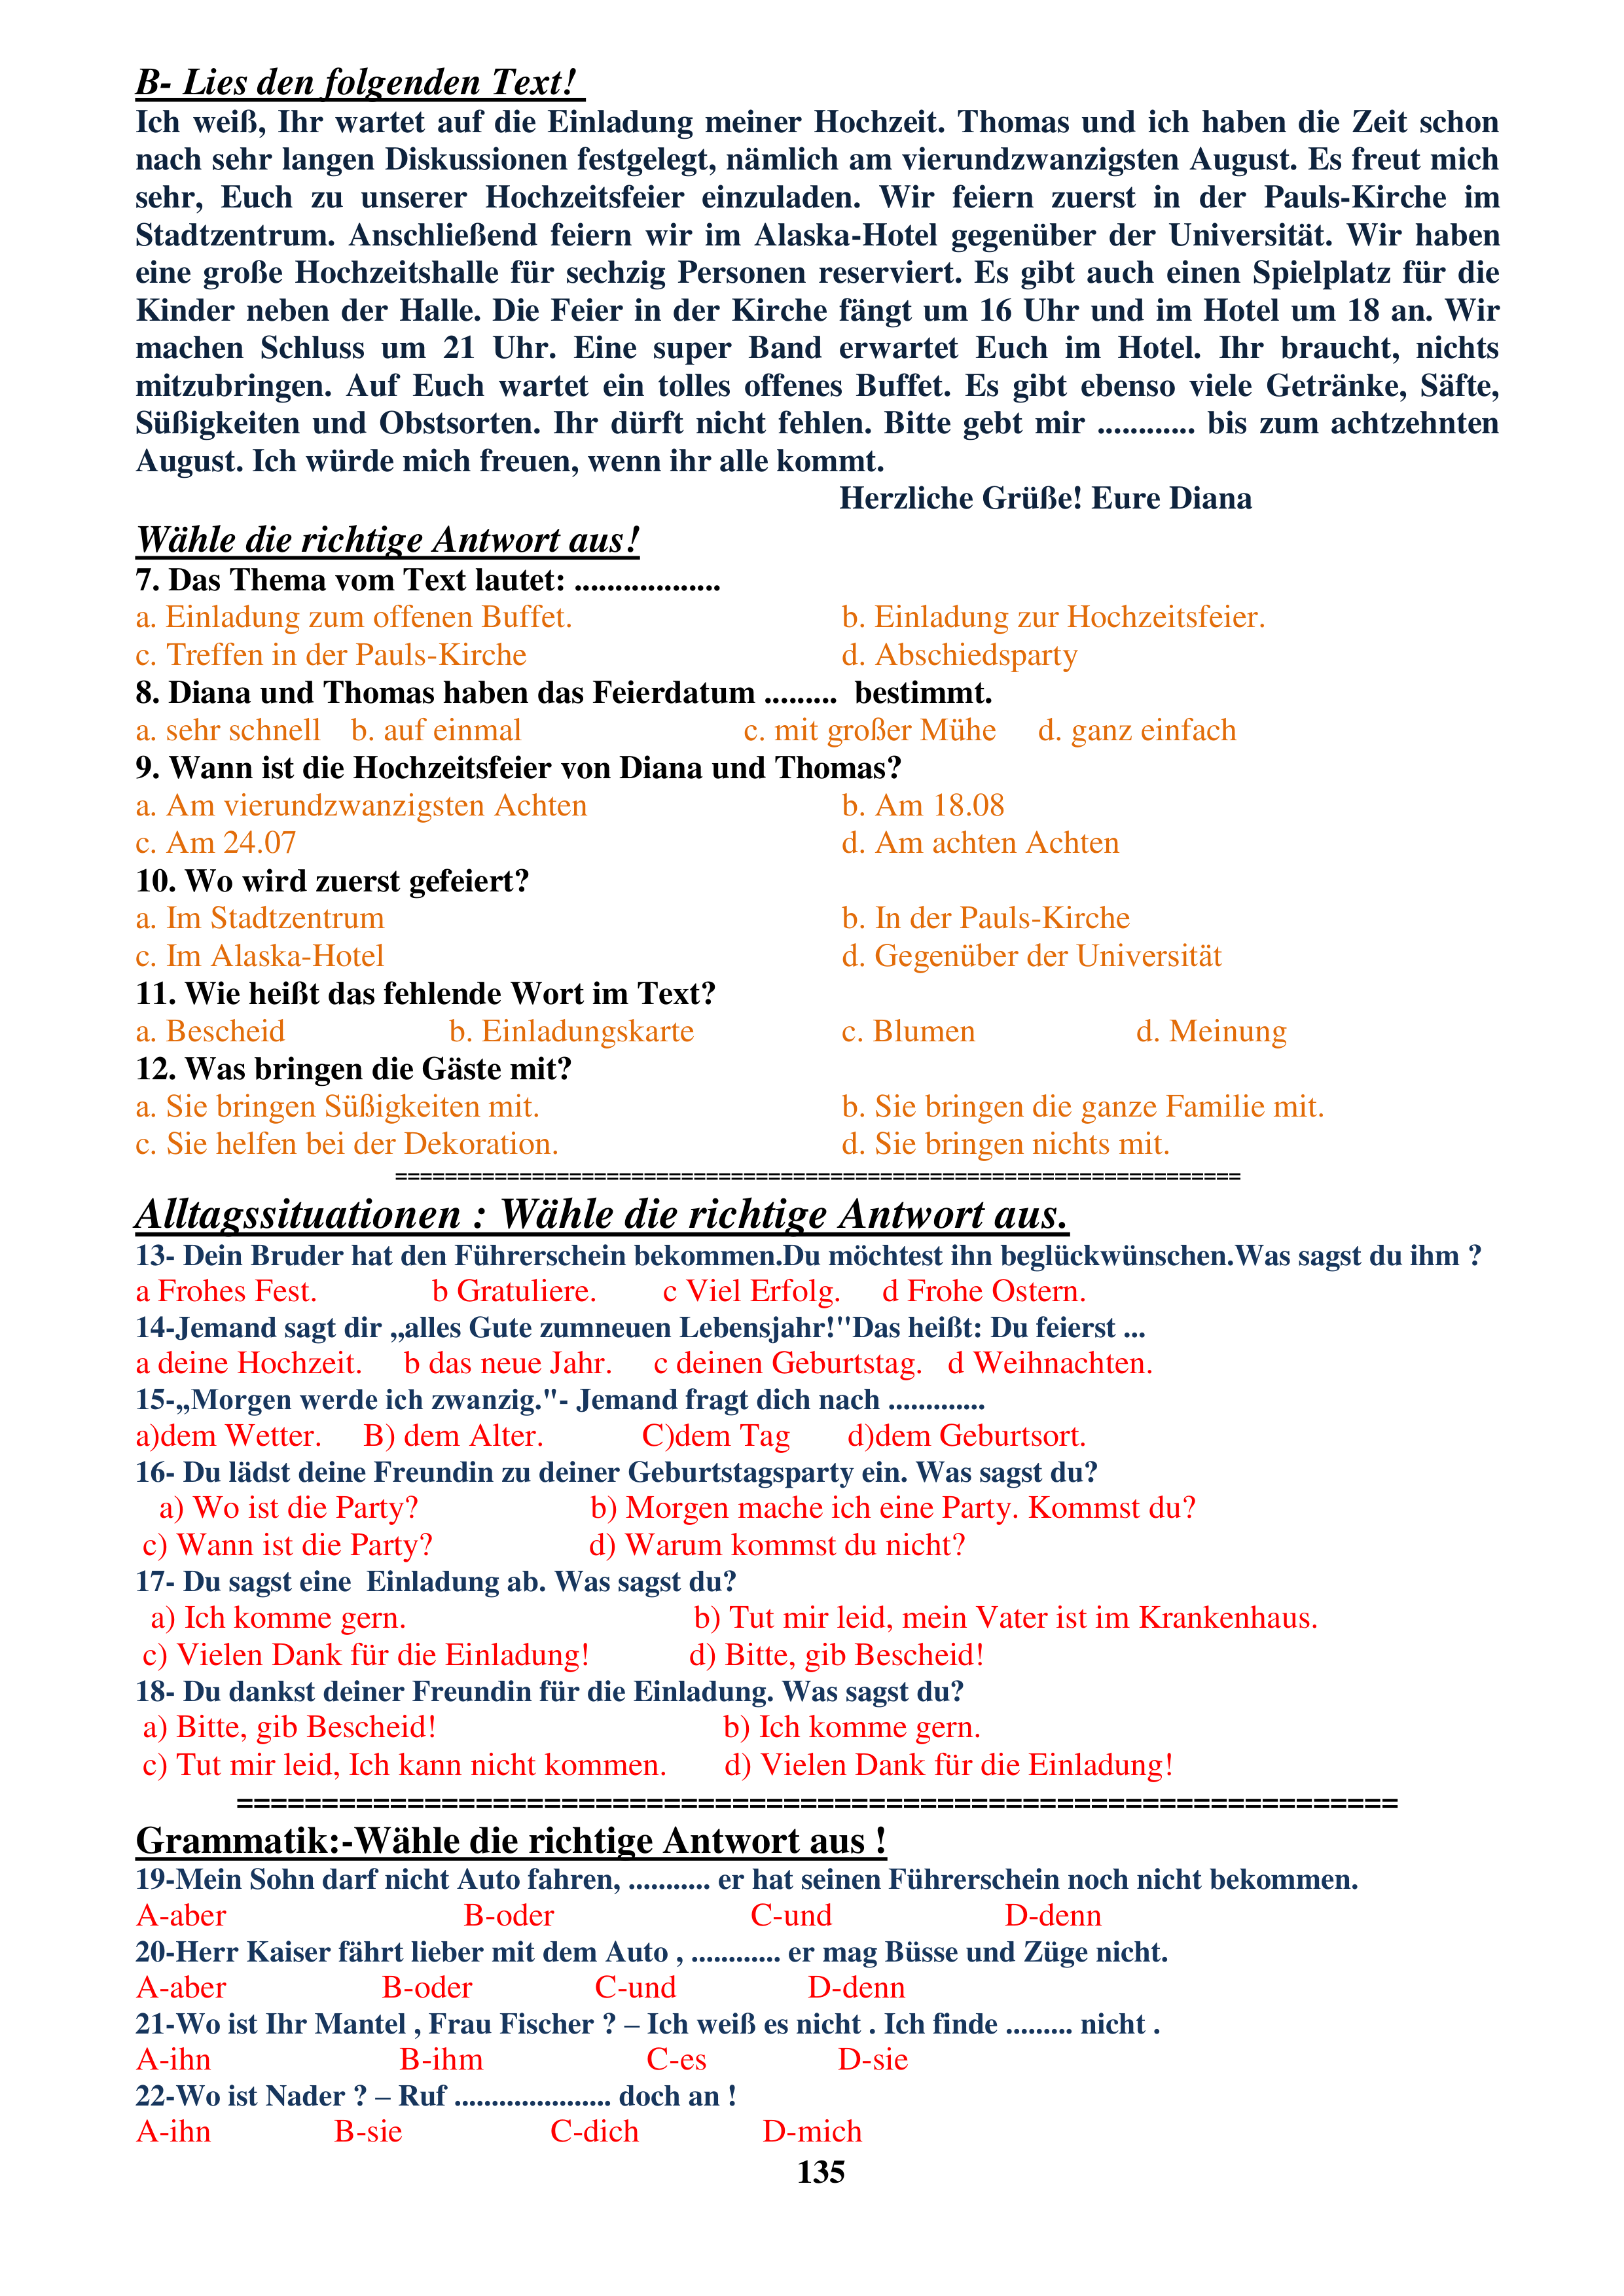 B- Lies den folgenden Text!
Ich weiß, Ihr wartet auf die Einladung meiner Hochzeit. Thomas und ich haben die Zeit schon
nach sehr langen Diskussionen festgelegt, nämlich am vierundzwanzigsten August. Es freut mich
sehr, Euch zu unserer Hochzeitsfeier einzuladen. Wir feiern zuerst in der Pauls-Kirche im
Stadtzentrum. Anschließend feiern wir im Alaska-Hotel gegenüber der Universität. Wir haben
eine große Hochzeitshalle für sechzig Personen reserviert. Es gibt auch einen Spielplatz für die
Kinder neben der Halle. Die Feier in der Kirche fängt um 16 Uhr und im Hotel um 18 an. Wir
machen Schluss um 21 Uhr. Eine super Band erwartet Euch im Hotel. Ihr braucht, nichts
mitzubringen. Auf Euch wartet ein tolles offenes Buffet. Es gibt ebenso viele Getränke, Säfte,
Süßigkeiten und Obstsorten. Ihr dürft nicht fehlen. Bitte gebt mir ............ bis zum achtzehnten
August. Ich würde mich freuen, wenn ihr alle kommt.
Herzliche Grüße! Eure Diana
Wähle die richtige Antwort aus!
7. Das Thema vom Text lautet: ..................
a. Einladung zum offenen Buffet. b. Einladung zur Hochzeitsfeier.
c. Treffen in der Pauls-Kirche d. Abschiedsparty
8. Diana und Thomas haben das Feierdatum ......... bestimmt.
a. sehr schnell b. auf einmal c. mit großer Mühe d. ganz einfach
9. Wann ist die Hochzeitsfeier von Diana und Thomas?
a. Am vierundzwanzigsten Achten b. Am 18.08
c. Am 24.07 d. Am achten Achten
10. Wo wird zuerst gefeiert?
a. Im Stadtzentrum b. In der Pauls-Kirche
c. Im Alaska-Hotel d. Gegenüber der Universität
11. Wie heißt das fehlende Wort im Text?
a. Bescheid b. Einladungskarte c. Blumen d. Meinung
12. Was bringen die Gäste mit?
a. Sie bringen Süßigkeiten mit. b. Sie bringen die ganze Familie mit.
c. Sie helfen bei der Dekoration. d. Sie bringen nichts mit.
====================================================================
Alltagssituationen : Wähle die richtige Antwort aus.
13- Dein Bruder hat den Führerschein bekommen.Du möchtest ihn beglückwünschen.Was sagst du ihm ?
a Frohes Fest. b Gratuliere. c Viel Erfolg. d Frohe Ostern.
14-Jemand sagt dir „alles Gute zumneuen Lebensjahr!"Das heißt: Du feierst ...
a deine Hochzeit. b das neue Jahr. c deinen Geburtstag. d Weihnachten.
15-„Morgen werde ich zwanzig."- Jemand fragt dich nach .............
a)dem Wetter. B) dem Alter. C)dem Tag d)dem Geburtsort.
16- Du lädst deine Freundin zu deiner Geburtstagsparty ein. Was sagst du?
a) Wo ist die Party? b) Morgen mache ich eine Party. Kommst du?
c) Wann ist die Party? d) Warum kommst du nicht?
17- Du sagst eine Einladung ab. Was sagst du?
a) Ich komme gern. b) Tut mir leid, mein Vater ist im Krankenhaus.
c) Vielen Dank für die Einladung! d) Bitte, gib Bescheid!
18- Du dankst deiner Freundin für die Einladung. Was sagst du?
a) Bitte, gib Bescheid! b) Ich komme gern.
c) Tut mir leid, Ich kann nicht kommen. d) Vielen Dank für die Einladung!
====================================================================
Grammatik:-Wähle die richtige Antwort aus !
19-Mein Sohn darf nicht Auto fahren, ........... er hat seinen Führerschein noch nicht bekommen.
A-aber B-oder C-und D-denn
20-Herr Kaiser fährt lieber mit dem Auto , ............ er mag Büsse und Züge nicht.
A-aber B-oder C-und D-denn
21-Wo ist Ihr Mantel , Frau Fischer ? – Ich weiß es nicht . Ich finde ......... nicht .
A-ihn B-ihm C-es D-sie
22-Wo ist Nader ? – Ruf ..................... doch an !
A-ihn B-sie C-dich D-mich
135